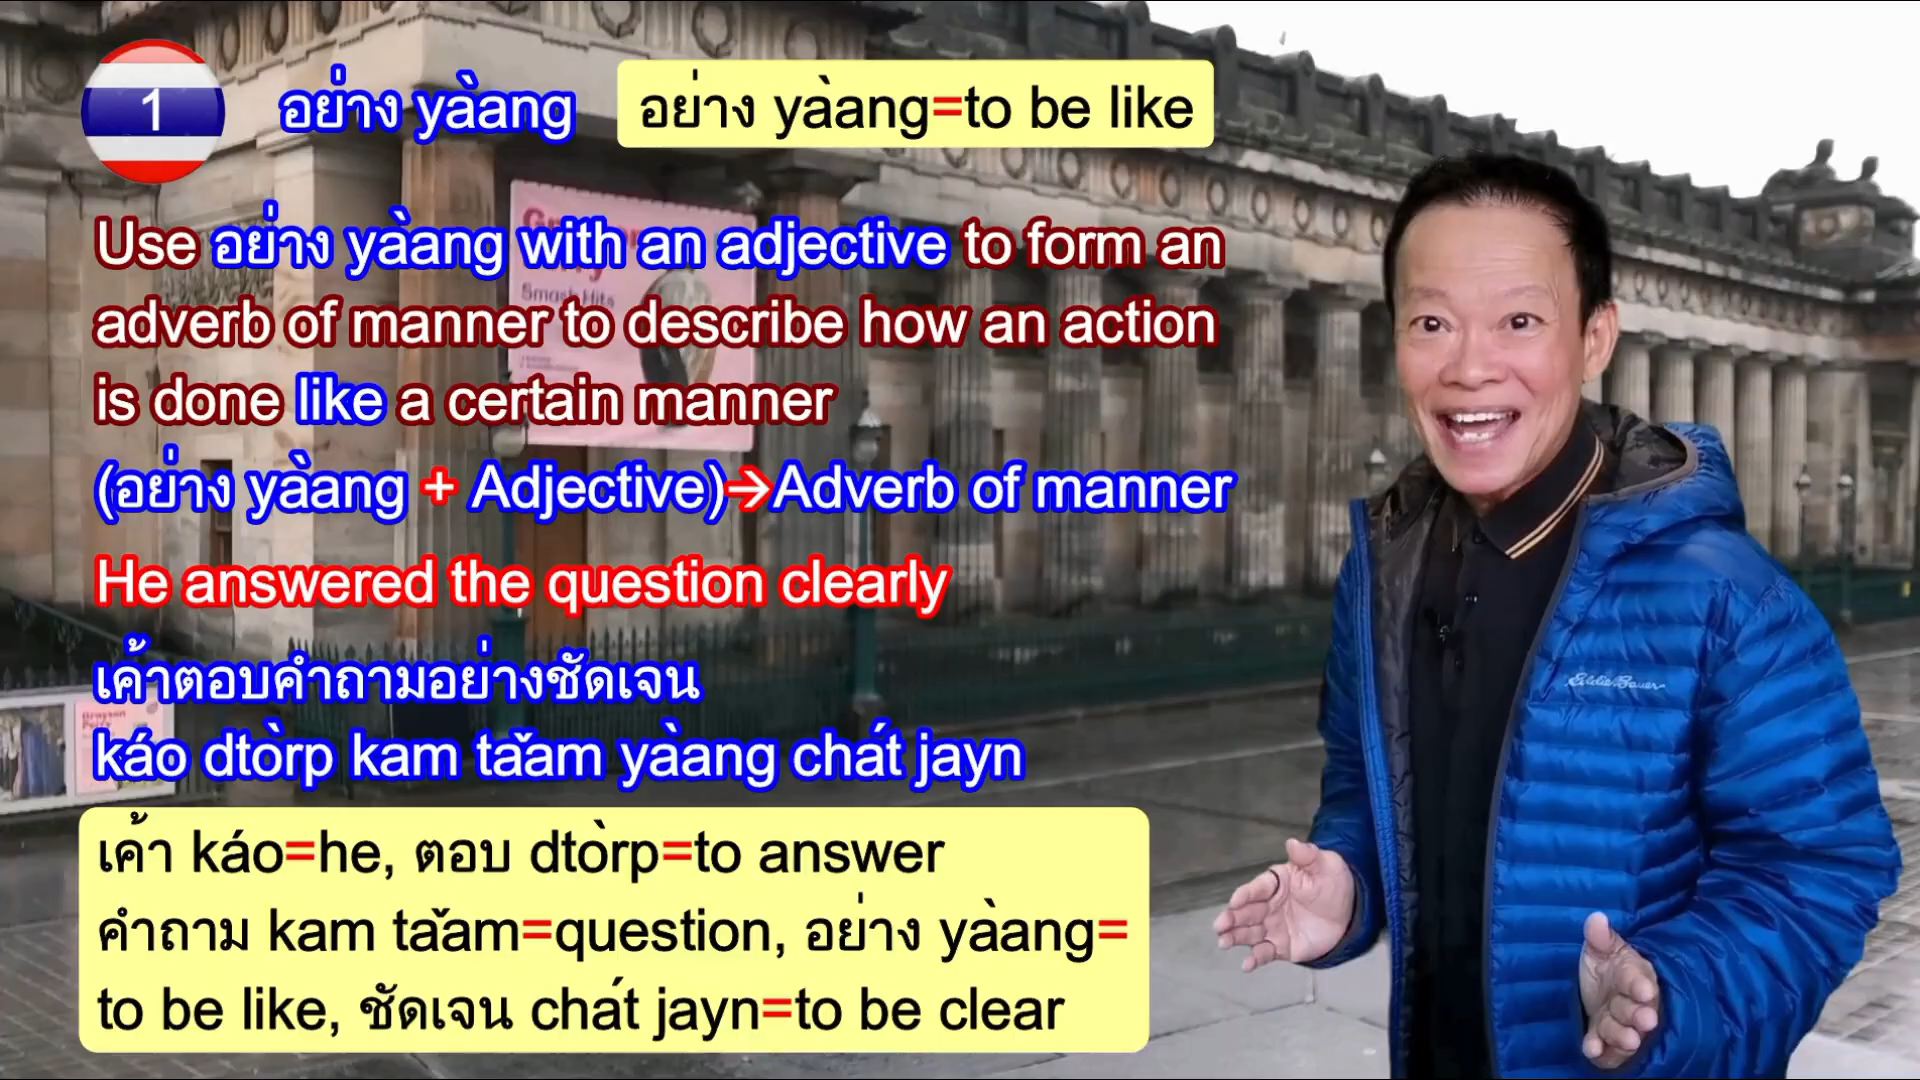 1
อย่าง yàang
อย่าง yàang=to be like
Use อย่าง yàang with an adjective to form an
adverb of manner to describe how an action
is done like a certain manner
(อย่าง yàang + Adjective)→Adverb of manner
He answered the question clearly
เค้าตอบคำถามอย่างชัดเจน
káo dtòrp kam tǎam yàang chát jayn
เค้า káo=he, ตอบ dtòrp=to answer
คำถาม kam tǎam=question, อย่าง yàang=
to be like, ชัดเจน chát jayn=to be clear
Smash Hits
Grayson
Perry
Eddie Bauer